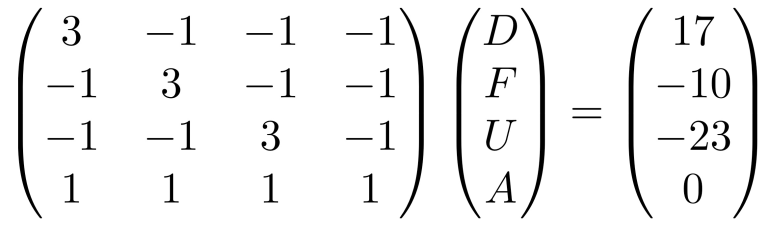 3 −1 −1 −1 D 17
−1 3 −1 −1 F −10
−1 −1 3 −1 U = −23
1 1 1 1 A 0